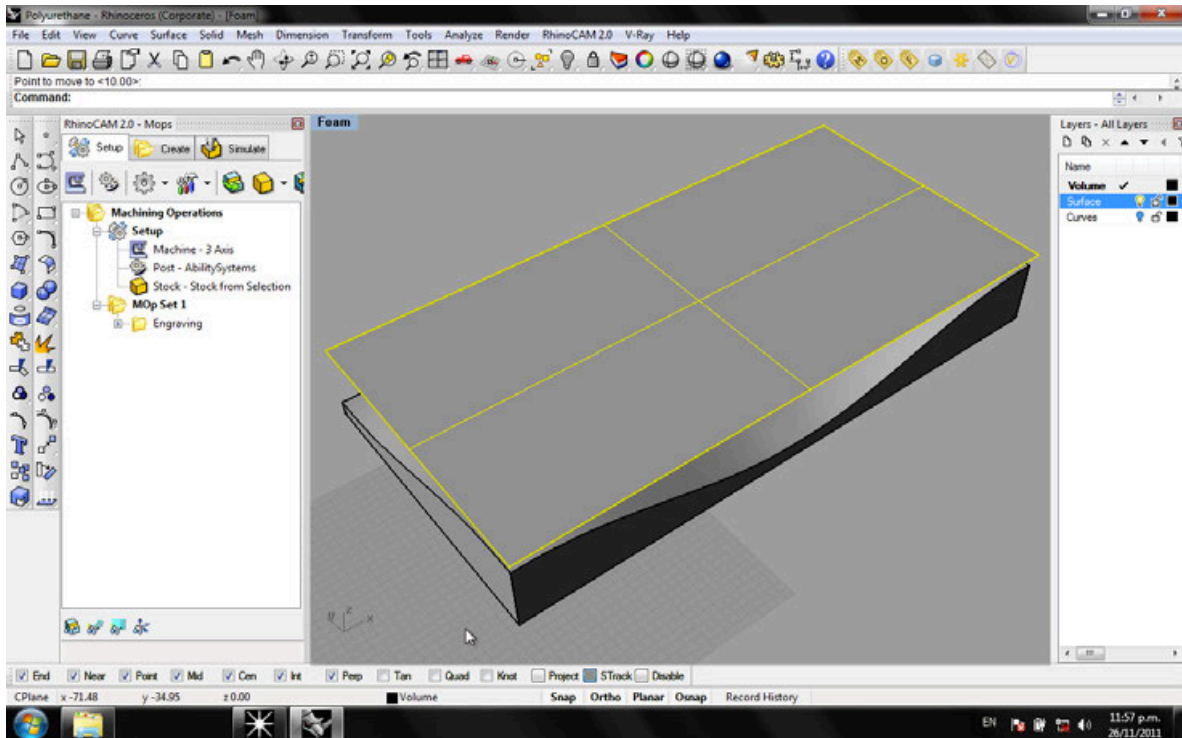 Polyurethane - Rhinoceros (Corporate) - [Foam]
File Edit View Curve Surface Solid Mesh Dimension Transform Tools Analyze Render RhinoCAM 2.0 V-Ray Help
Point to move to <10.00>:
Command:
RhinoCAM 2.0 - Mops
Setup Create Simulate
Machining Operations
Setup
Machine - 3 Axis
Post - AbilitySystems
Stock - Stock from Selection
MOp Set 1
Engraving
Foam
y z x
Layers - All Layers
Name
Volume
Surface
Curves
End Near Point Mid Cen Int Perp Tan Quad Knot Project STrack Disable
CPlane x -71.48 y -34.95 z 0.00 Volume Snap Ortho Planar Osnap Record History
EN 11:57 p.m.
26/11/2011